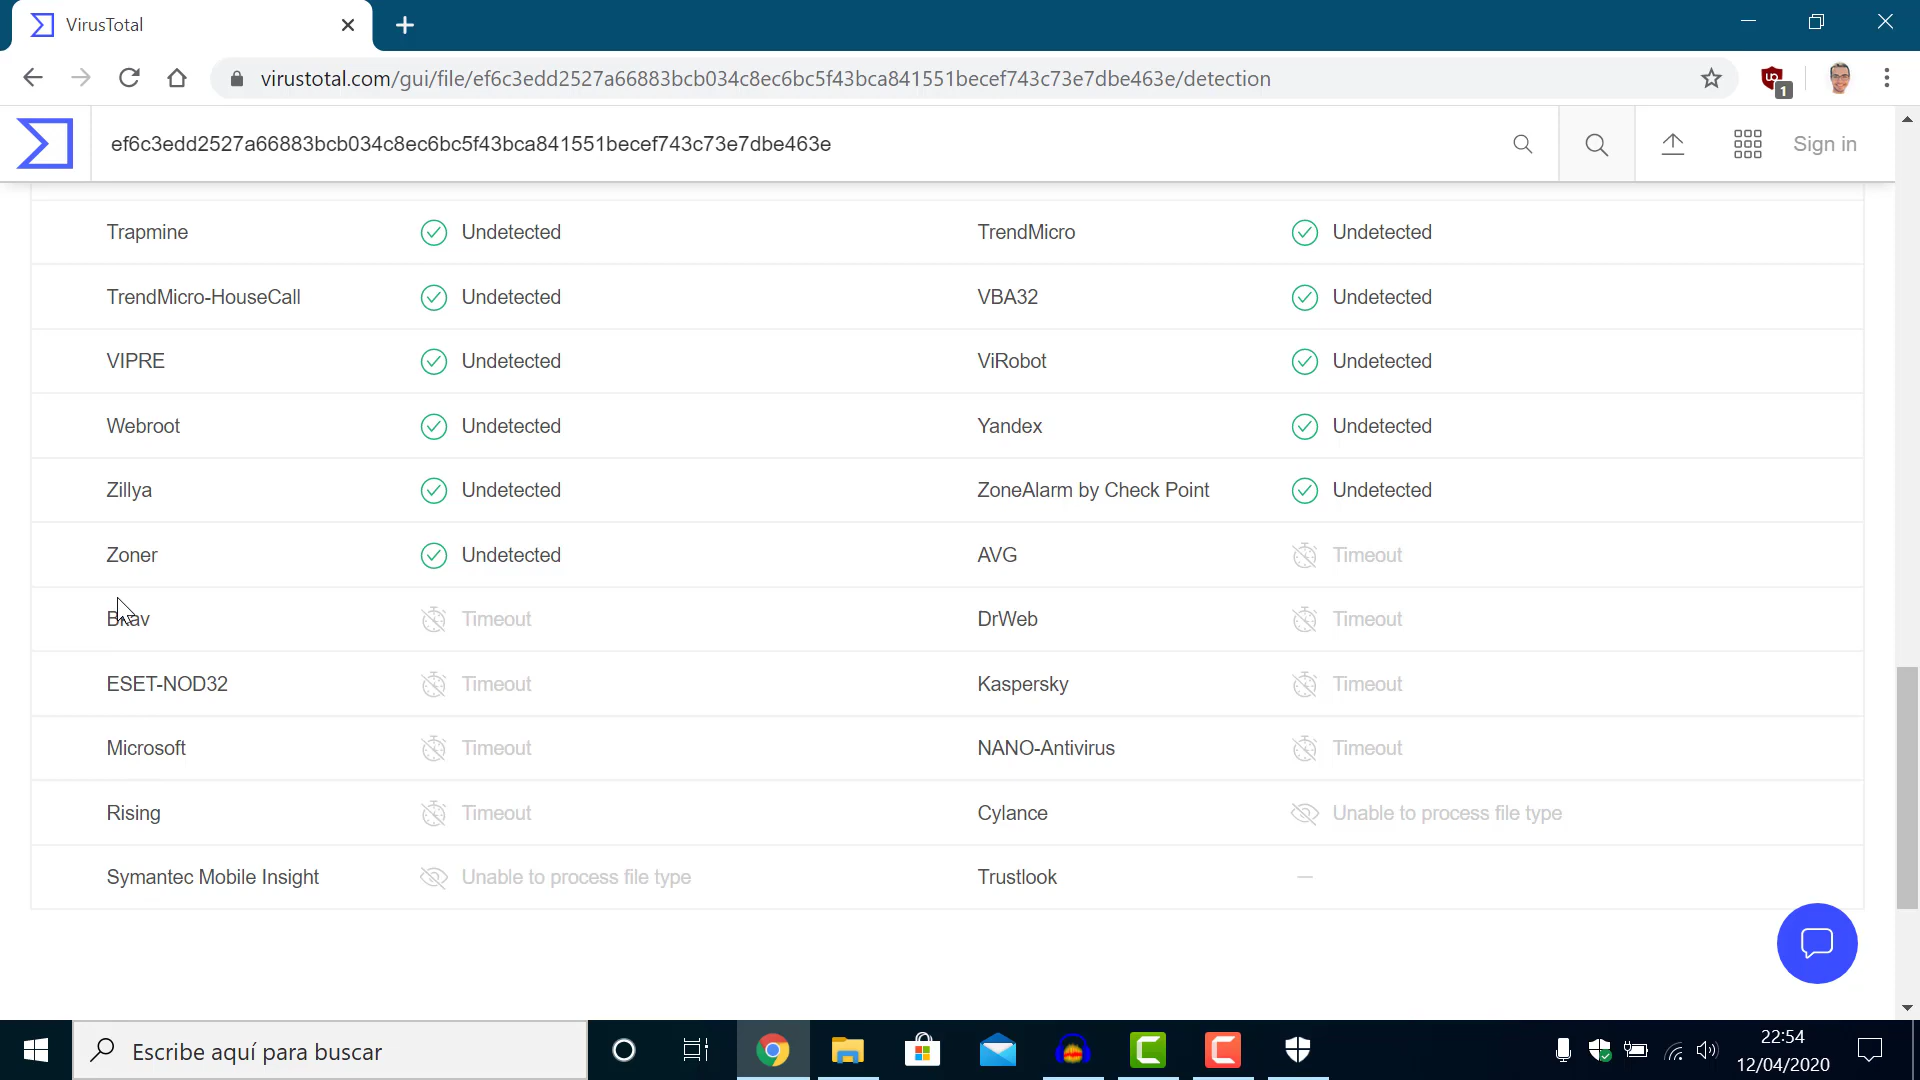 VirusTotal
virustotal.com/gui/file/ef6c3edd2527a66883bcb034c8ec6bc5f43bca841551becef743c73e7dbe463e/detection
1
ef6c3edd2527a66883bcb034c8ec6bc5f43bca841551becef743c73e7dbe463e
Sign in
Trapmine Undetected TrendMicro Undetected
TrendMicro-HouseCall Undetected VBA32 Undetected
VIPRE Undetected ViRobot Undetected
Webroot Undetected Yandex Undetected
Zillya Undetected ZoneAlarm by Check Point Undetected
Zoner Undetected AVG Timeout
Timeout DrWeb Timeout
ESET-NOD32 Timeout Kaspersky Timeout
Microsoft Timeout NANO-Antivirus Timeout
Rising Timeout Cylance Unable to process file type
Symantec Mobile Insight Unable to process file type Trustlook –
Escribe aquí para buscar
22:54
12/04/2020